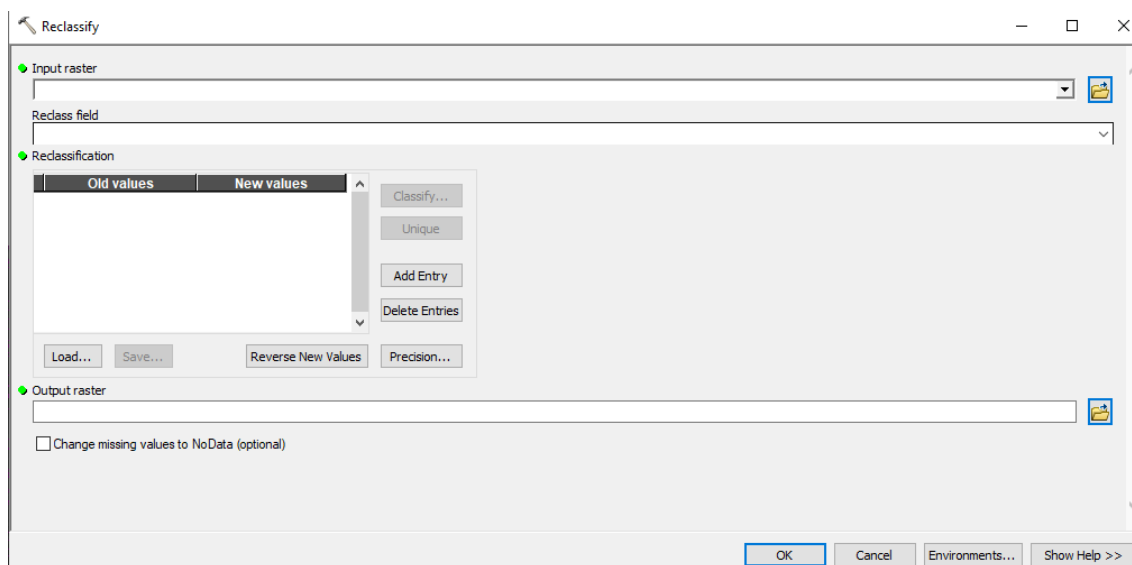 Reclassify
Input raster
Reclass field
Reclassification
Old values New values
Classify...
Unique
Add Entry
Delete Entries
Load... Save... Reverse New Values Precision...
Output raster
Change missing values to NoData (optional)
OK Cancel Environments... Show Help >>